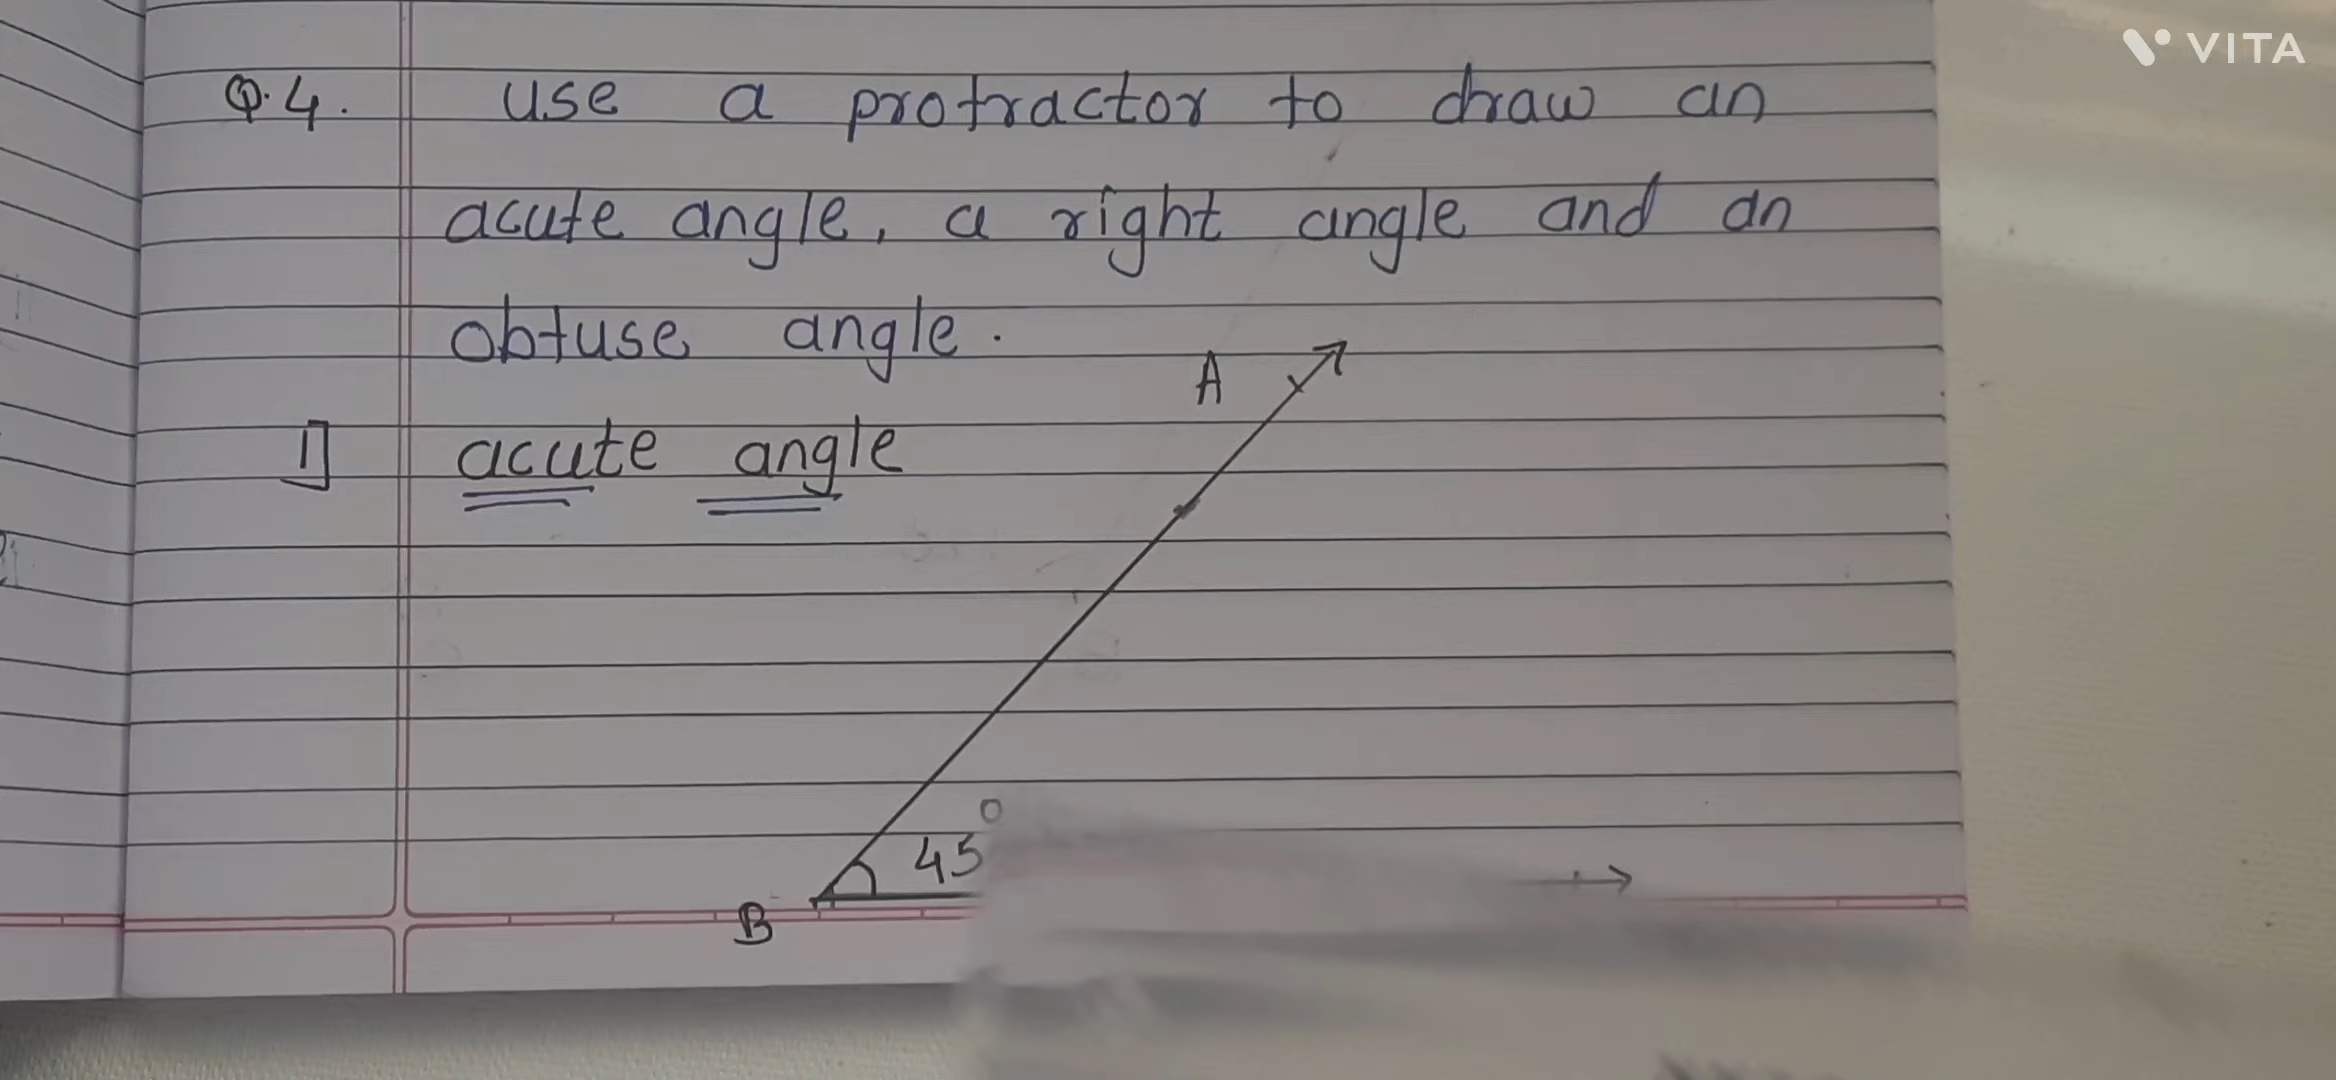 VITA
Q.4. use a protractor to draw an
acute angle, a right angle and an
obtuse angle.
A
1] acute angle
45°
B